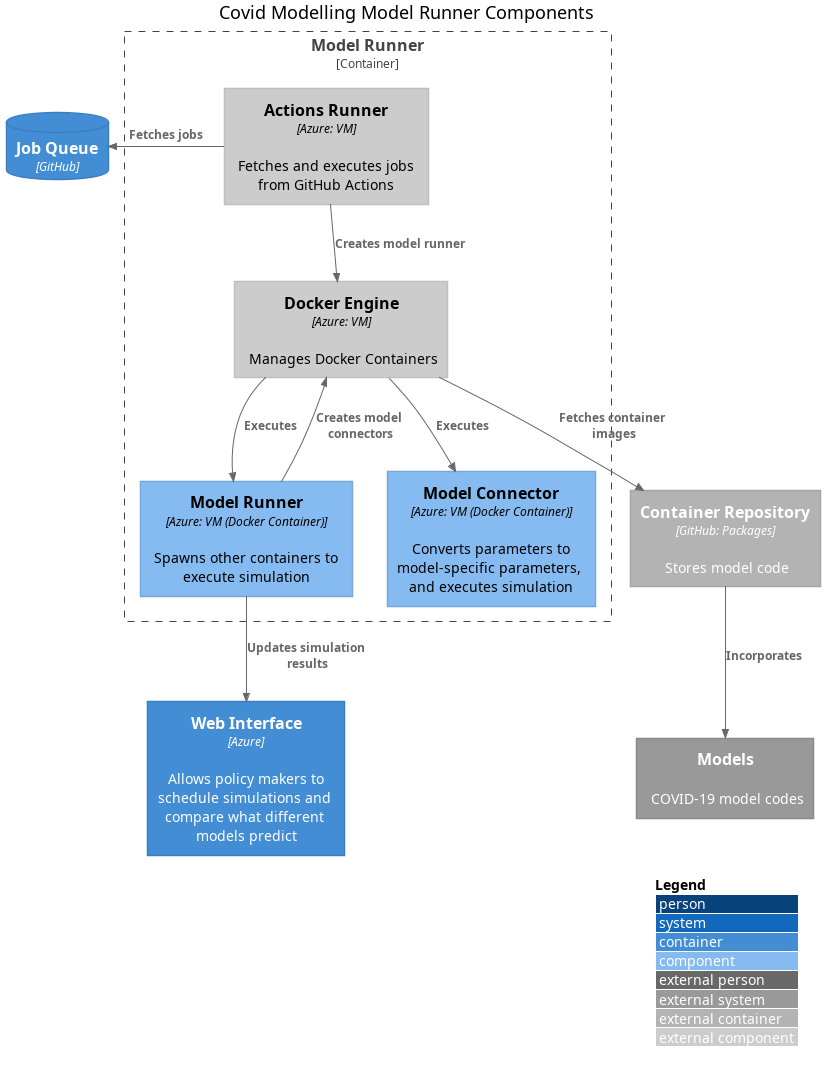 Covid Modelling Model Runner Components
Model Runner
[Container]
Actions Runner
[Azure: VM]
Fetches and executes jobs
from GitHub Actions
Fetches jobs
Job Queue
[GitHub]
Creates model runner
Docker Engine
[Azure: VM]
Manages Docker Containers
Executes
Creates model
connectors
Executes
Fetches container
images
Model Runner
[Azure: VM (Docker Container)]
Spawns other containers to
execute simulation
Model Connector
[Azure: VM (Docker Container)]
Converts parameters to
model-specific parameters,
and executes simulation
Container Repository
[GitHub: Packages]
Stores model code
Updates simulation
results
Incorporates
Web Interface
[Azure]
Allows policy makers to
schedule simulations and
compare what different
models predict
Models
COVID-19 model codes
Legend
person
system
container
component
external person
external system
external container
external component